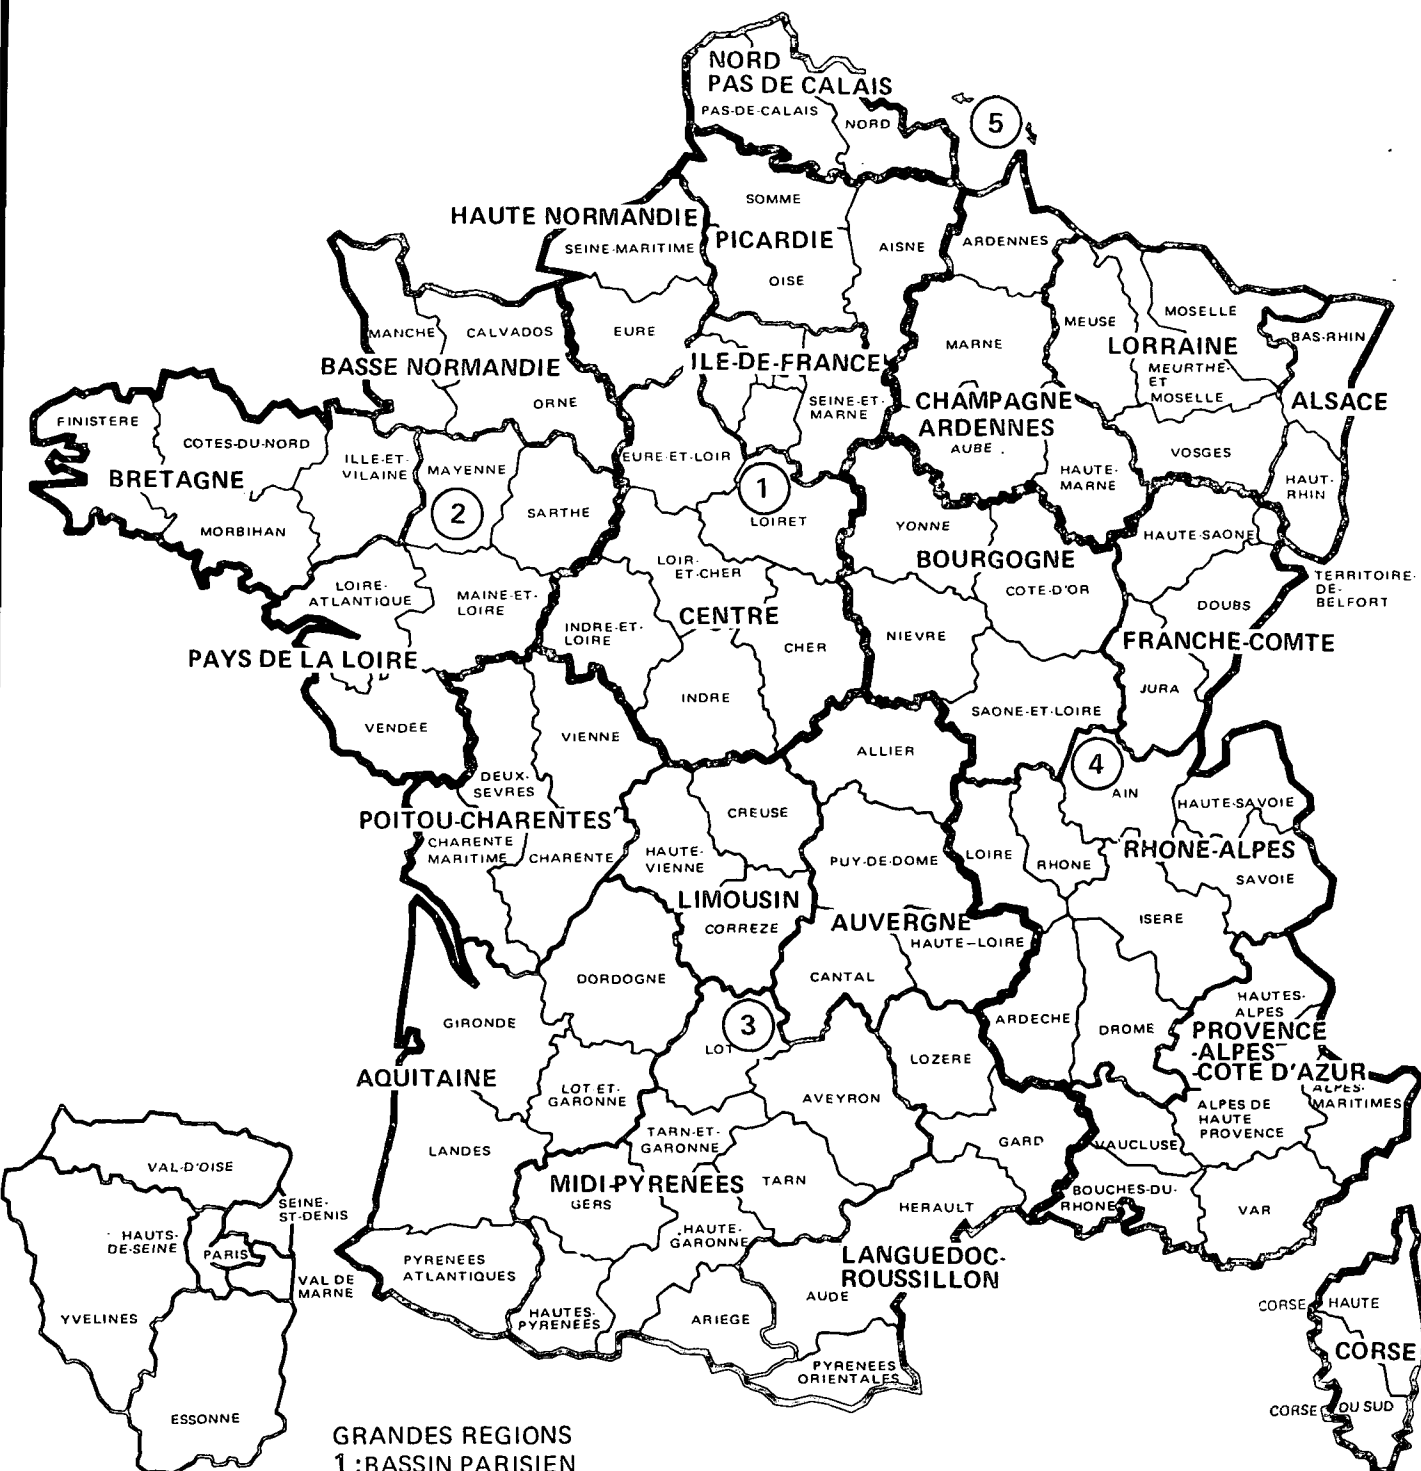 NORD
PAS DE CALAIS
PAS-DE-CALAIS
NORD
5
SOMME
HAUTE NORMANDIE
PICARDIE
SEINE-MARITIME
AISNE
ARDENNES
OISE
MANCHE
CALVADOS
EURE
MEUSE
MOSELLE
BAS-RHIN
MARNE
LORRAINE
BASSE NORMANDIE
ILE-DE-FRANCE
MEURTHE-
ET
MOSELLE
ORNE
SEINE-ET-
MARNE
CHAMPAGNE
ARDENNES
ALSACE
FINISTERE
COTES-DU-NORD
ILLE-ET-
VILAINE
MAYENNE
EURE-ET-LOIR
AUBE
VOSGES
HAUTE-
MARNE
HAUT-
RHIN
BRETAGNE
2
SARTHE
1
LOIRET
YONNE
MORBIHAN
HAUTE-SAONE
BOURGOGNE
LOIR-
ET-CHER
COTE-D'OR
TERRITOIRE-
DE-
BELFORT
LOIRE-
ATLANTIQUE
MAINE-ET-
LOIRE
DOUBS
CENTRE
INDRE-ET-
LOIRE
CHER
NIEVRE
FRANCHE-COMTE
PAYS DE LA LOIRE
INDRE
JURA
VENDEE
VIENNE
SAONE-ET-LOIRE
ALLIER
4
DEUX-
SEVRES
AIN
HAUTE-SAVOIE
POITOU-CHARENTES
CREUSE
CHARENTE
MARITIME
CHARENTE
HAUTE-
VIENNE
PUY-DE-DOME
LOIRE
RHONE
RHONE-ALPES
SAVOIE
LIMOUSIN
CORREZE
AUVERGNE
HAUTE-LOIRE
ISERE
DORDOGNE
CANTAL
GIRONDE
3
LOT
ARDECHE
DROME
HAUTES-
ALPES
PROVENCE
-ALPES
-COTE D'AZUR
LOZERE
AQUITAINE
LOT-ET-
GARONNE
AVEYRON
ALPES-
MARITIMES
ALPES DE
HAUTE
PROVENCE
TARN-ET-
GARONNE
GARD
VAUCLUSE
LANDES
MIDI-PYRENEES
GERS
TARN
BOUCHES-DU-
RHONE
VAR
HERAULT
HAUTE-
GARONNE
VAL-D'OISE
SEINE-
ST-DENIS
HAUTS-
DE-SEINE
PARIS
VAL DE
MARNE
YVELINES
ESSONNE
PYRENEES
ATLANTIQUES
LANGUEDOC-
ROUSSILLON
AUDE
HAUTES-
PYRENEES
ARIEGE
PYRENEES
ORIENTALES
CORSE HAUTE
CORSE
CORSE DU SUD
GRANDES REGIONS
1 : BASSIN PARISIEN